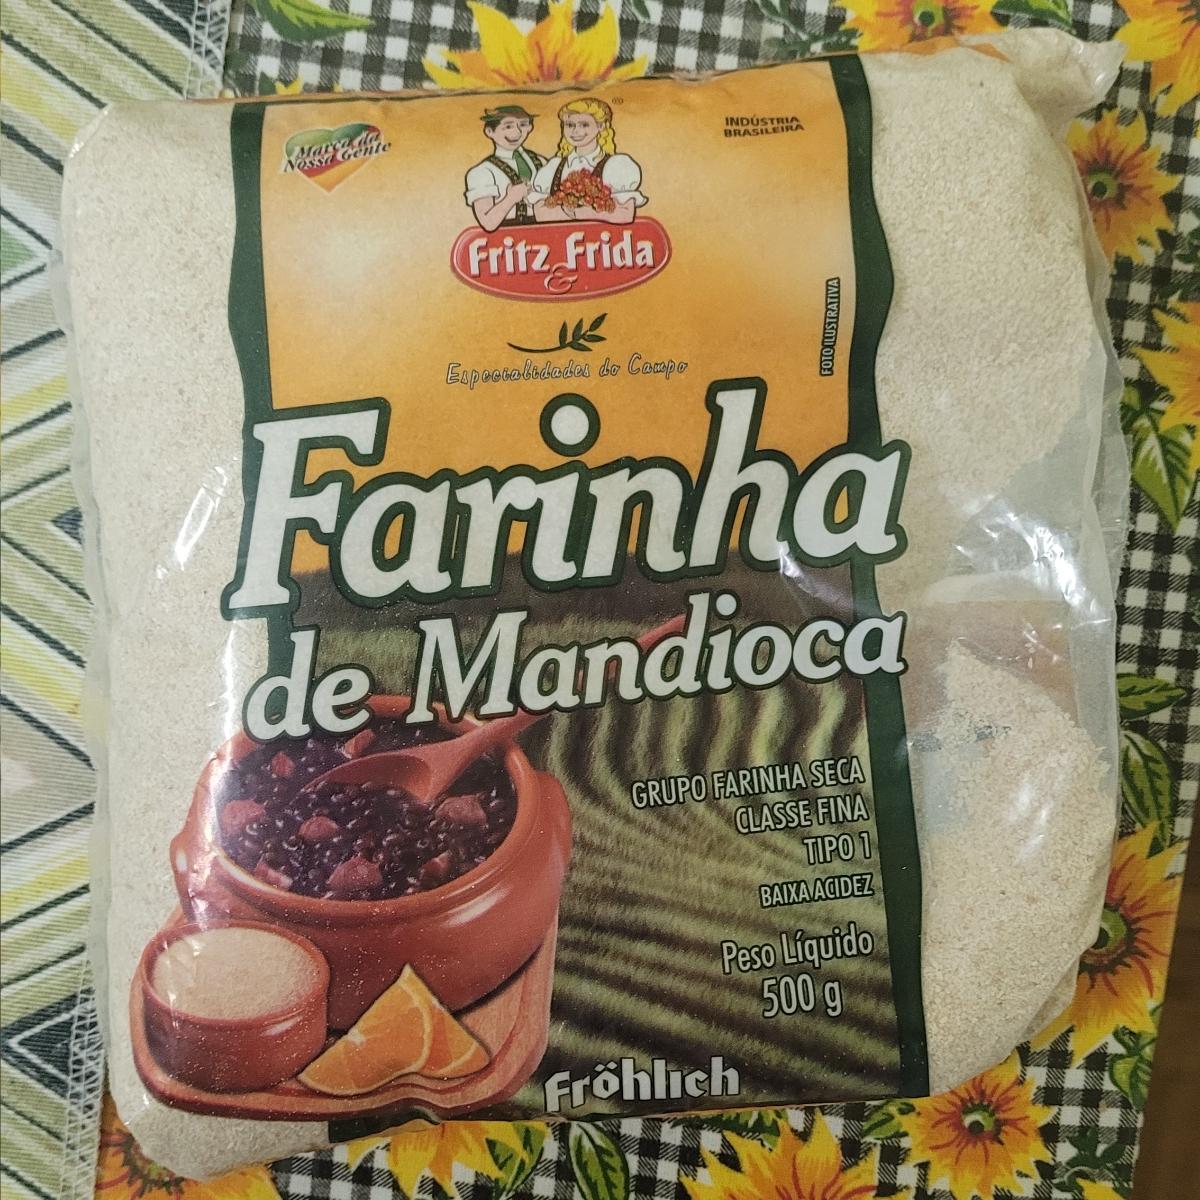 Marca da
Nossa Gente
®
INDÚSTRIA
BRASILEIRA
Fritz & Frida
FOTO ILUSTRATIVA
Especialidades do Campo
Farinha
de Mandioca
GRUPO FARINHA SECA
CLASSE FINA
TIPO 1
BAIXA ACIDEZ
Peso Líquido
500 g
Fröhlich